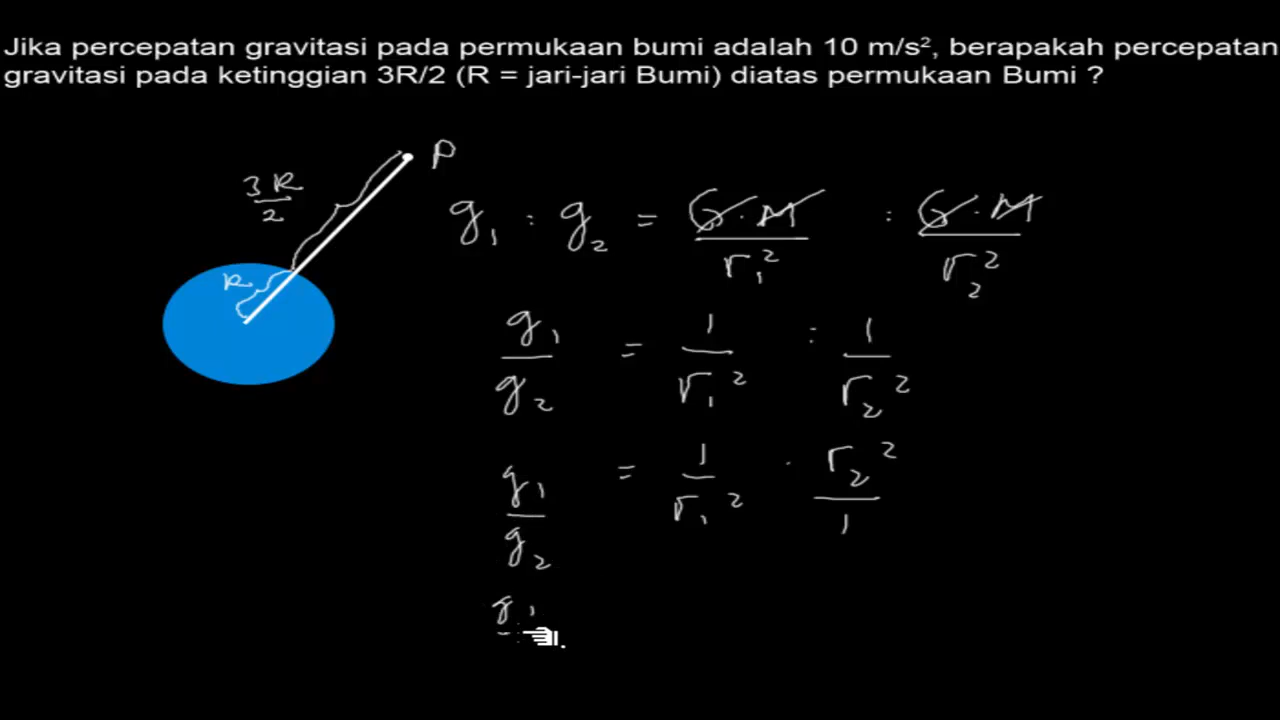 Jika percepatan gravitasi pada permukaan bumi adalah 10 m/s², berapakah percepatan
gravitasi pada ketinggian 3R/2 (R = jari-jari Bumi) diatas permukaan Bumi ?
P
3R/2
R
g₁ : g₂ = G·M/r₁² : G·M/r₂²
g₁/g₂ = 1/r₁² : 1/r₂²
g₁/g₂ = 1/r₁² · r₂²/1
g₁